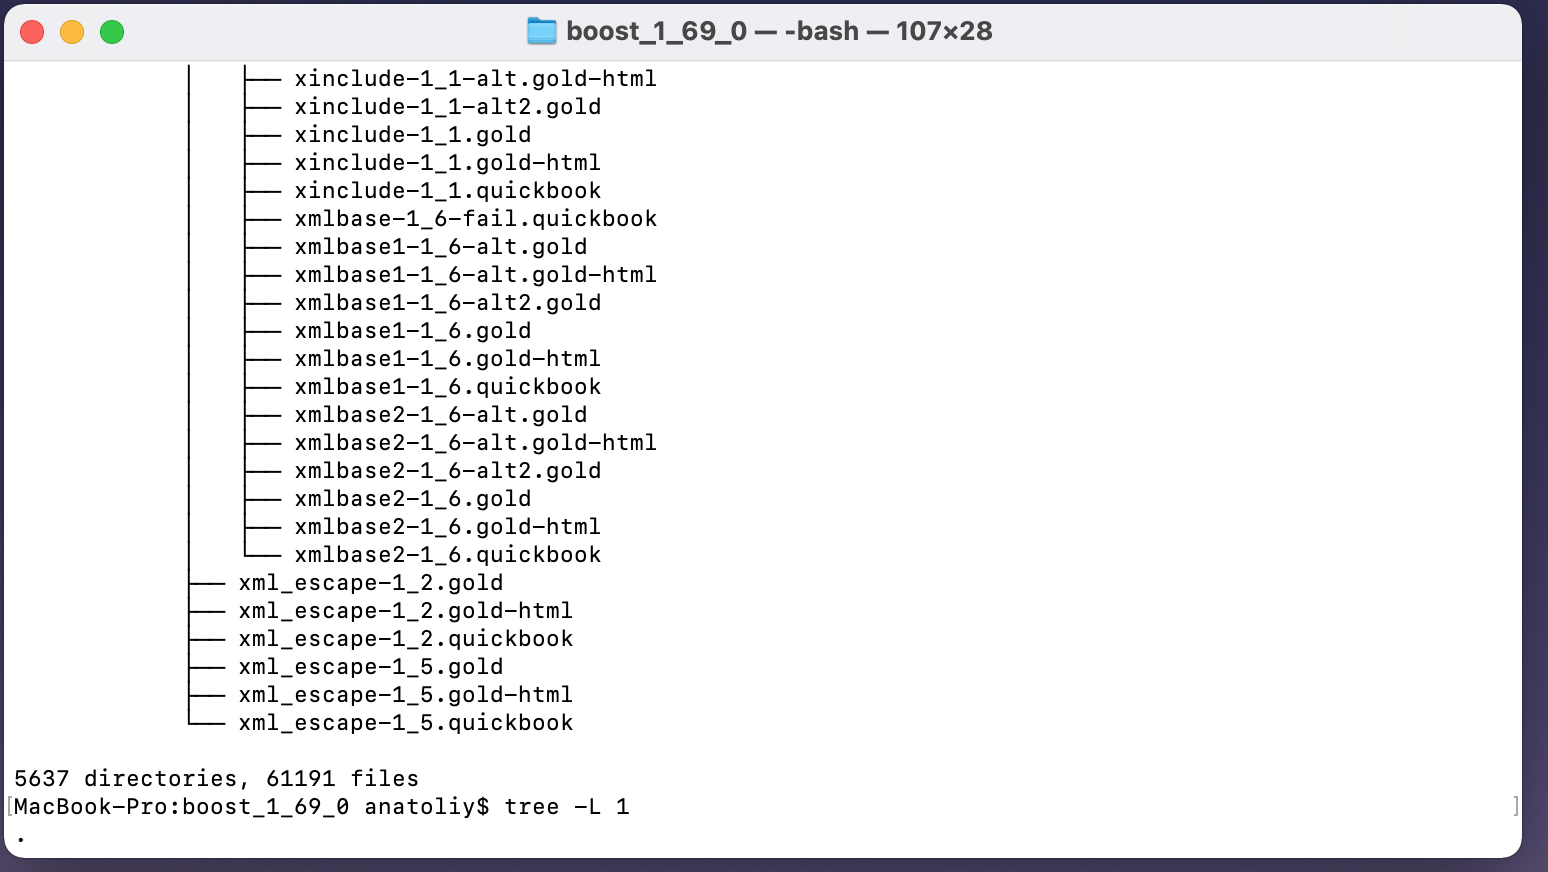 boost_1_69_0 — -bash — 107×28
│   ├── xinclude-1_1-alt.gold-html
│   ├── xinclude-1_1-alt2.gold
│   ├── xinclude-1_1.gold
│   ├── xinclude-1_1.gold-html
│   ├── xinclude-1_1.quickbook
│   ├── xmlbase-1_6-fail.quickbook
│   ├── xmlbase1-1_6-alt.gold
│   ├── xmlbase1-1_6-alt.gold-html
│   ├── xmlbase1-1_6-alt2.gold
│   ├── xmlbase1-1_6.gold
│   ├── xmlbase1-1_6.gold-html
│   ├── xmlbase1-1_6.quickbook
│   ├── xmlbase2-1_6-alt.gold
│   ├── xmlbase2-1_6-alt.gold-html
│   ├── xmlbase2-1_6-alt2.gold
│   ├── xmlbase2-1_6.gold
│   ├── xmlbase2-1_6.gold-html
│   └── xmlbase2-1_6.quickbook
├── xml_escape-1_2.gold
├── xml_escape-1_2.gold-html
├── xml_escape-1_2.quickbook
├── xml_escape-1_5.gold
├── xml_escape-1_5.gold-html
└── xml_escape-1_5.quickbook
5637 directories, 61191 files
[MacBook-Pro:boost_1_69_0 anatoliy$ tree -L 1 ]
.